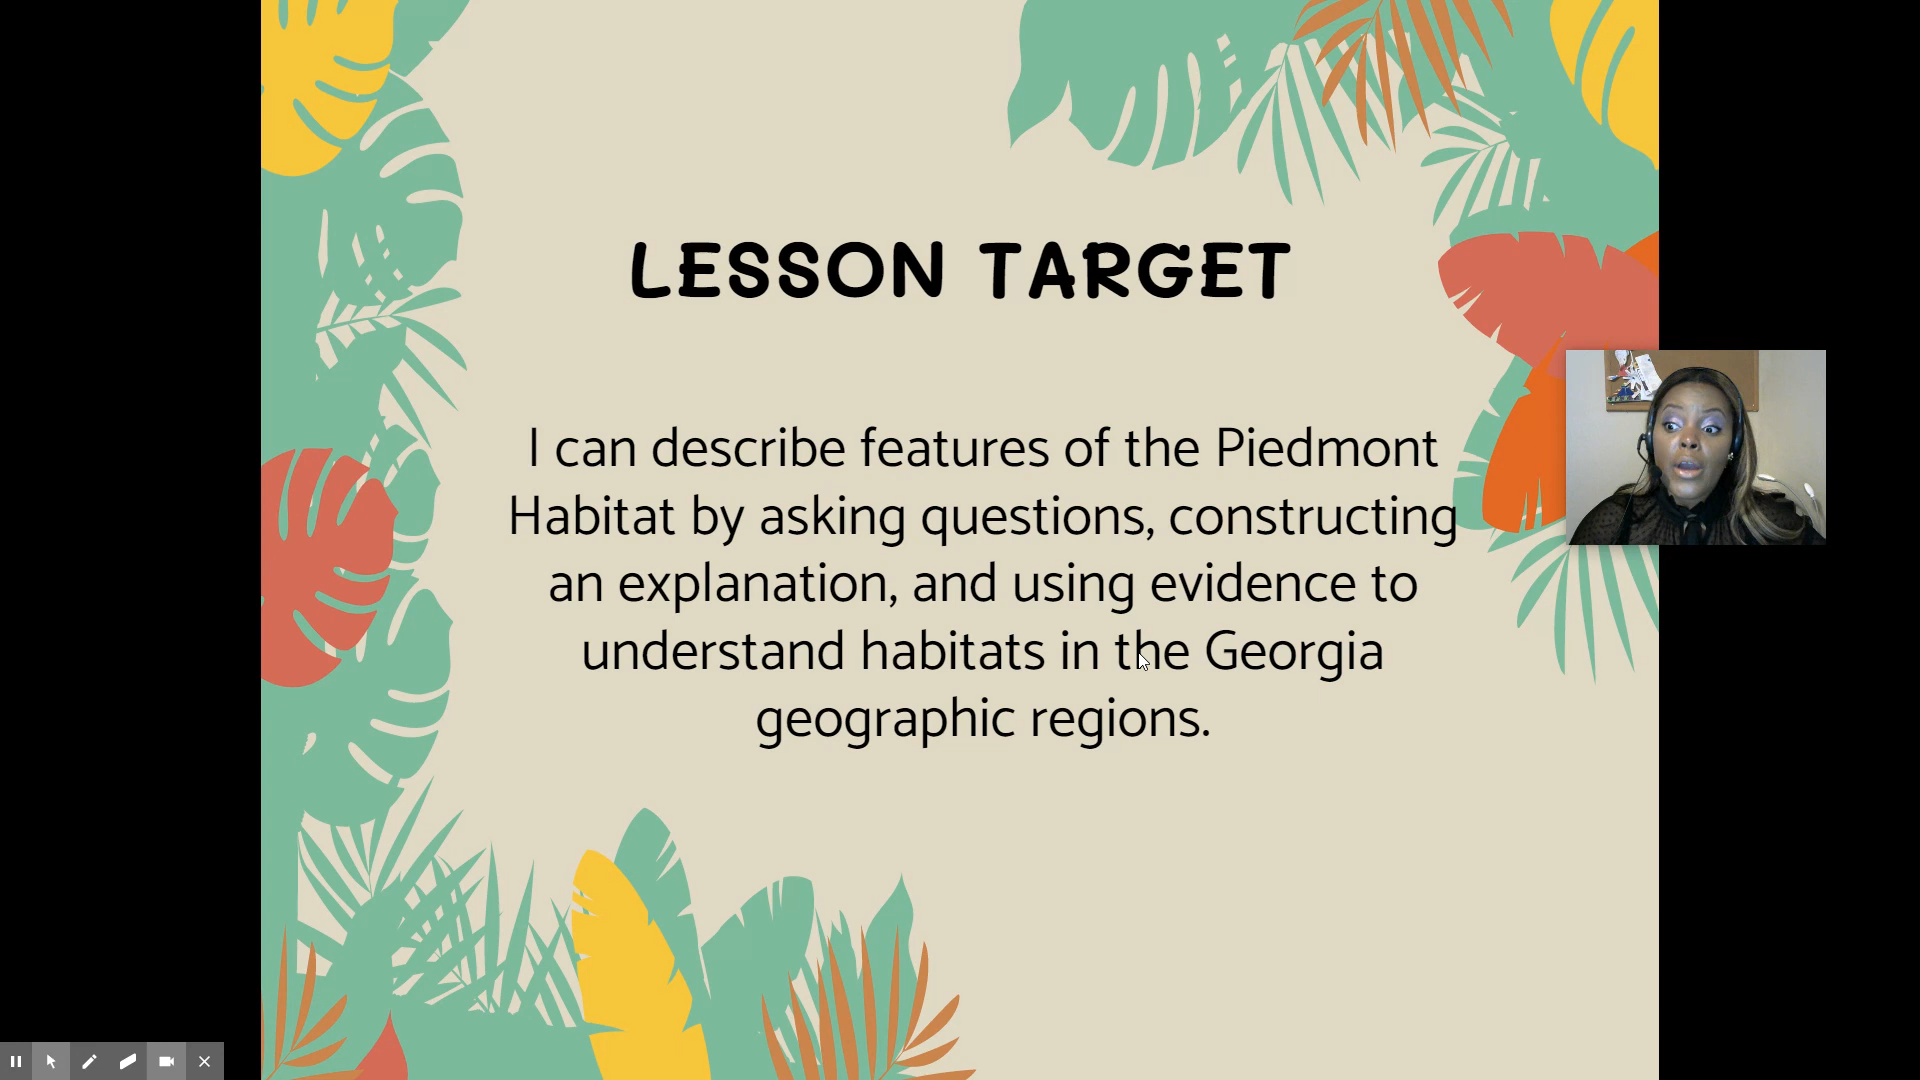 LESSON TARGET
I can describe features of the Piedmont
Habitat by asking questions, constructing
an explanation, and using evidence to
understand habitats in the Georgia
geographic regions.